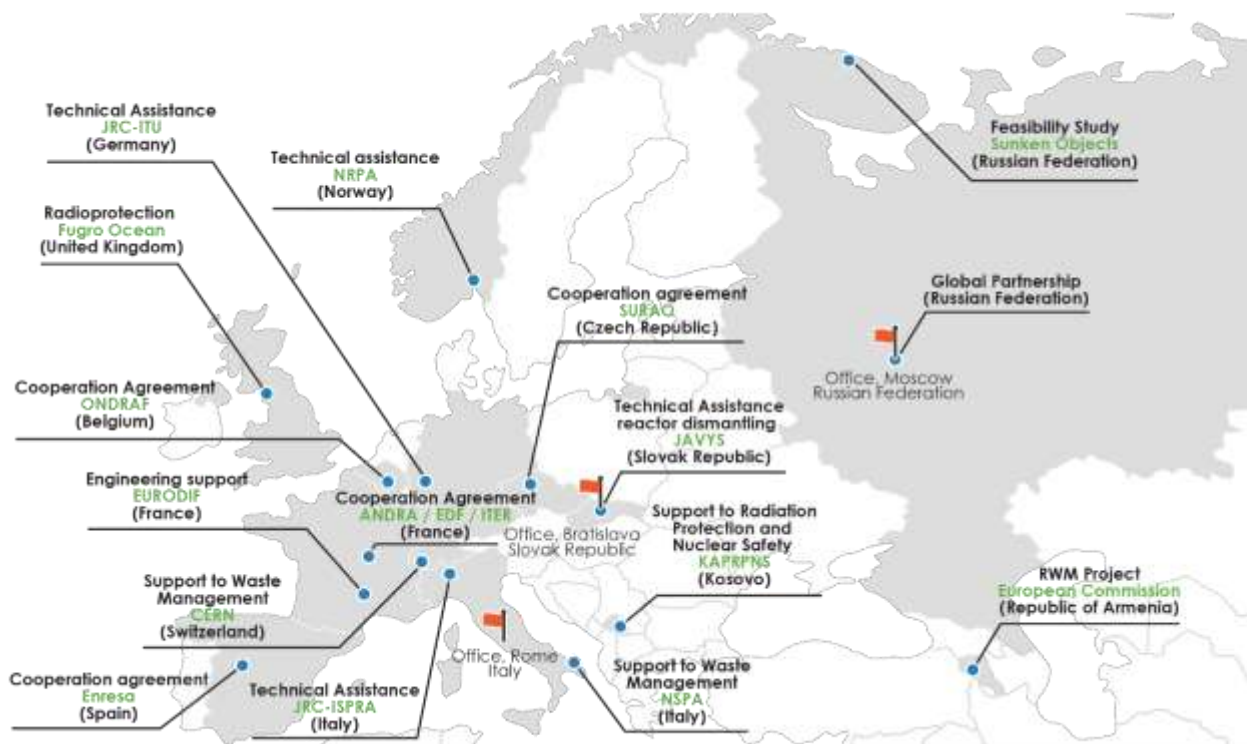 Technical Assistance
JRC-ITU
(Germany)
Technical assistance
NRPA
(Norway)
Feasibility Study
Sunken Objects
(Russian Federation)
Radioprotection
Fugro Ocean
(United Kingdom)
Cooperation agreement
SURAO
(Czech Republic)
Global Partnership
(Russian Federation)
Office, Moscow
Russian Federation
Cooperation Agreement
ONDRAF
(Belgium)
Technical Assistance
reactor dismantling
JAVYS
(Slovak Republic)
Engineering support
EURODIF
(France)
Cooperation Agreement
ANDRA / EDF / ITER
(France)
Office, Bratislava
Slovak Republic
Support to Radiation
Protection and
Nuclear Safety
KAPRPNS
(Kosovo)
Support to Waste
Management
CERN
(Switzerland)
RWM Project
European Commission
(Republic of Armenia)
Office, Rome
Italy
Cooperation agreement
Enresa
(Spain)
Technical Assistance
JRC-ISPRA
(Italy)
Support to Waste
Management
NSPA
(Italy)